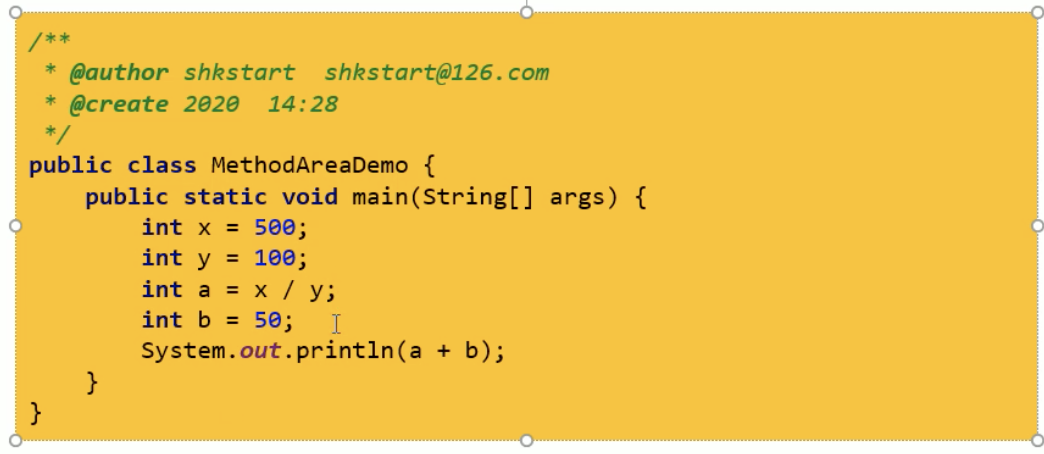 /**
 * @author shkstart  shkstart@126.com
 * @create 2020  14:28
 */
public class MethodAreaDemo {
    public static void main(String[] args) {
        int x = 500;
        int y = 100;
        int a = x / y;
        int b = 50;
        System.out.println(a + b);
    }
}